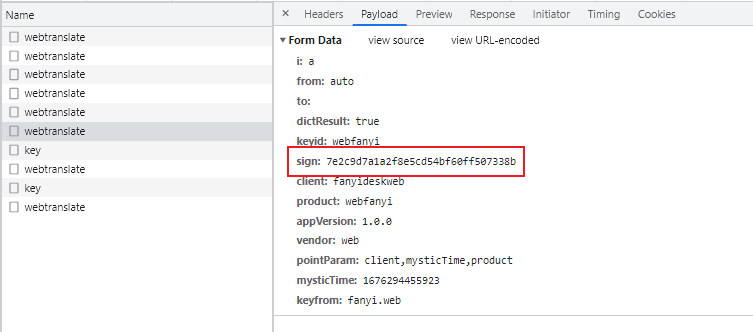 Name
webtranslate
webtranslate
webtranslate
webtranslate
webtranslate
webtranslate
key
webtranslate
key
webtranslate
× Headers Payload Preview Response Initiator Timing Cookies
▼ Form Data view source view URL-encoded
i: a
from: auto
to:
dictResult: true
keyid: webfanyi
sign: 7e2c9d7a1a2f8e5cd54bf60ff507338b
client: fanyideskweb
product: webfanyi
appVersion: 1.0.0
vendor: web
pointParam: client,mysticTime,product
mysticTime: 1676294455923
keyfrom: fanyi.web